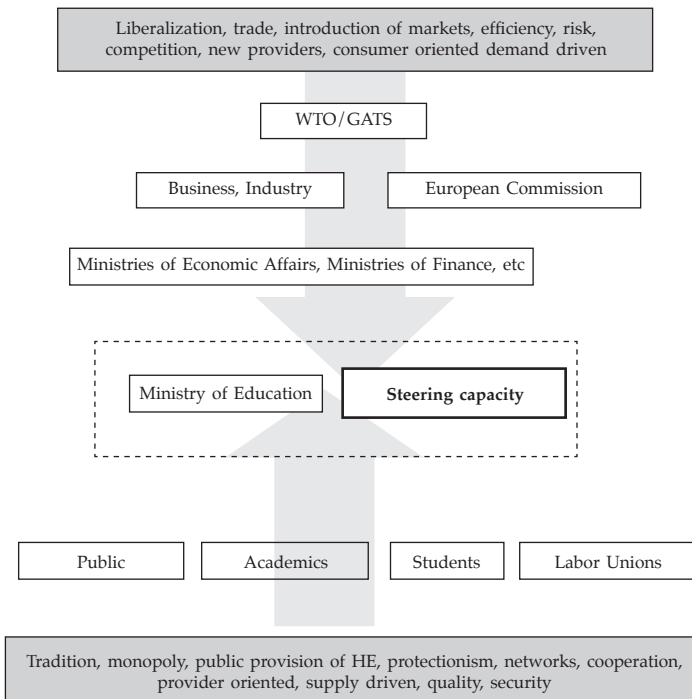 Liberalization, trade, introduction of markets, efficiency, risk,
competition, new providers, consumer oriented demand driven
WTO/GATS
Business, Industry
European Commission
Ministries of Economic Affairs, Ministries of Finance, etc
Ministry of Education
Steering capacity
Public
Academics
Students
Labor Unions
Tradition, monopoly, public provision of HE, protectionism, networks, cooperation,
provider oriented, supply driven, quality, security